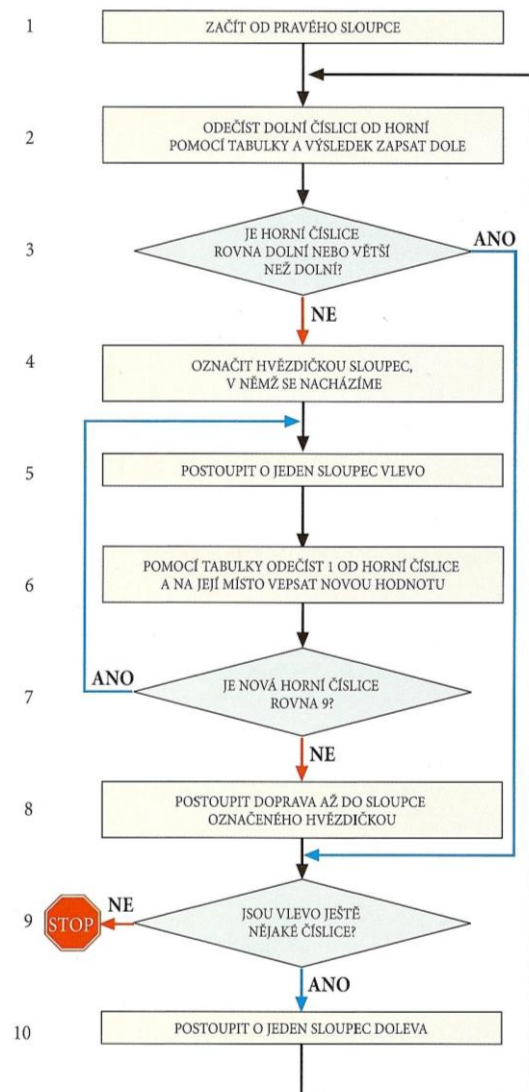 1
ZAČÍT OD PRAVÉHO SLOUPCE
2
ODEČÍST DOLNÍ ČÍSLICI OD HORNÍ
POMOCÍ TABULKY A VÝSLEDEK ZAPSAT DOLE
3
JE HORNÍ ČÍSLICE
ROVNA DOLNÍ NEBO VĚTŠÍ
NEŽ DOLNÍ?
ANO
NE
4
OZNAČIT HVĚZDIČKOU SLOUPEC,
V NĚMŽ SE NACHÁZÍME
5
POSTOUPIT O JEDEN SLOUPEC VLEVO
6
POMOCÍ TABULKY ODEČÍST 1 OD HORNÍ ČÍSLICE
A NA JEJÍ MÍSTO VEPSAT NOVOU HODNOTU
7
ANO
JE NOVÁ HORNÍ ČÍSLICE
ROVNA 9?
NE
8
POSTOUPIT DOPRAVA AŽ DO SLOUPCE
OZNAČENÉHO HVĚZDIČKOU
9
STOP
NE
JSOU VLEVO JEŠTĚ
NĚJAKÉ ČÍSLICE?
ANO
10
POSTOUPIT O JEDEN SLOUPEC DOLEVA